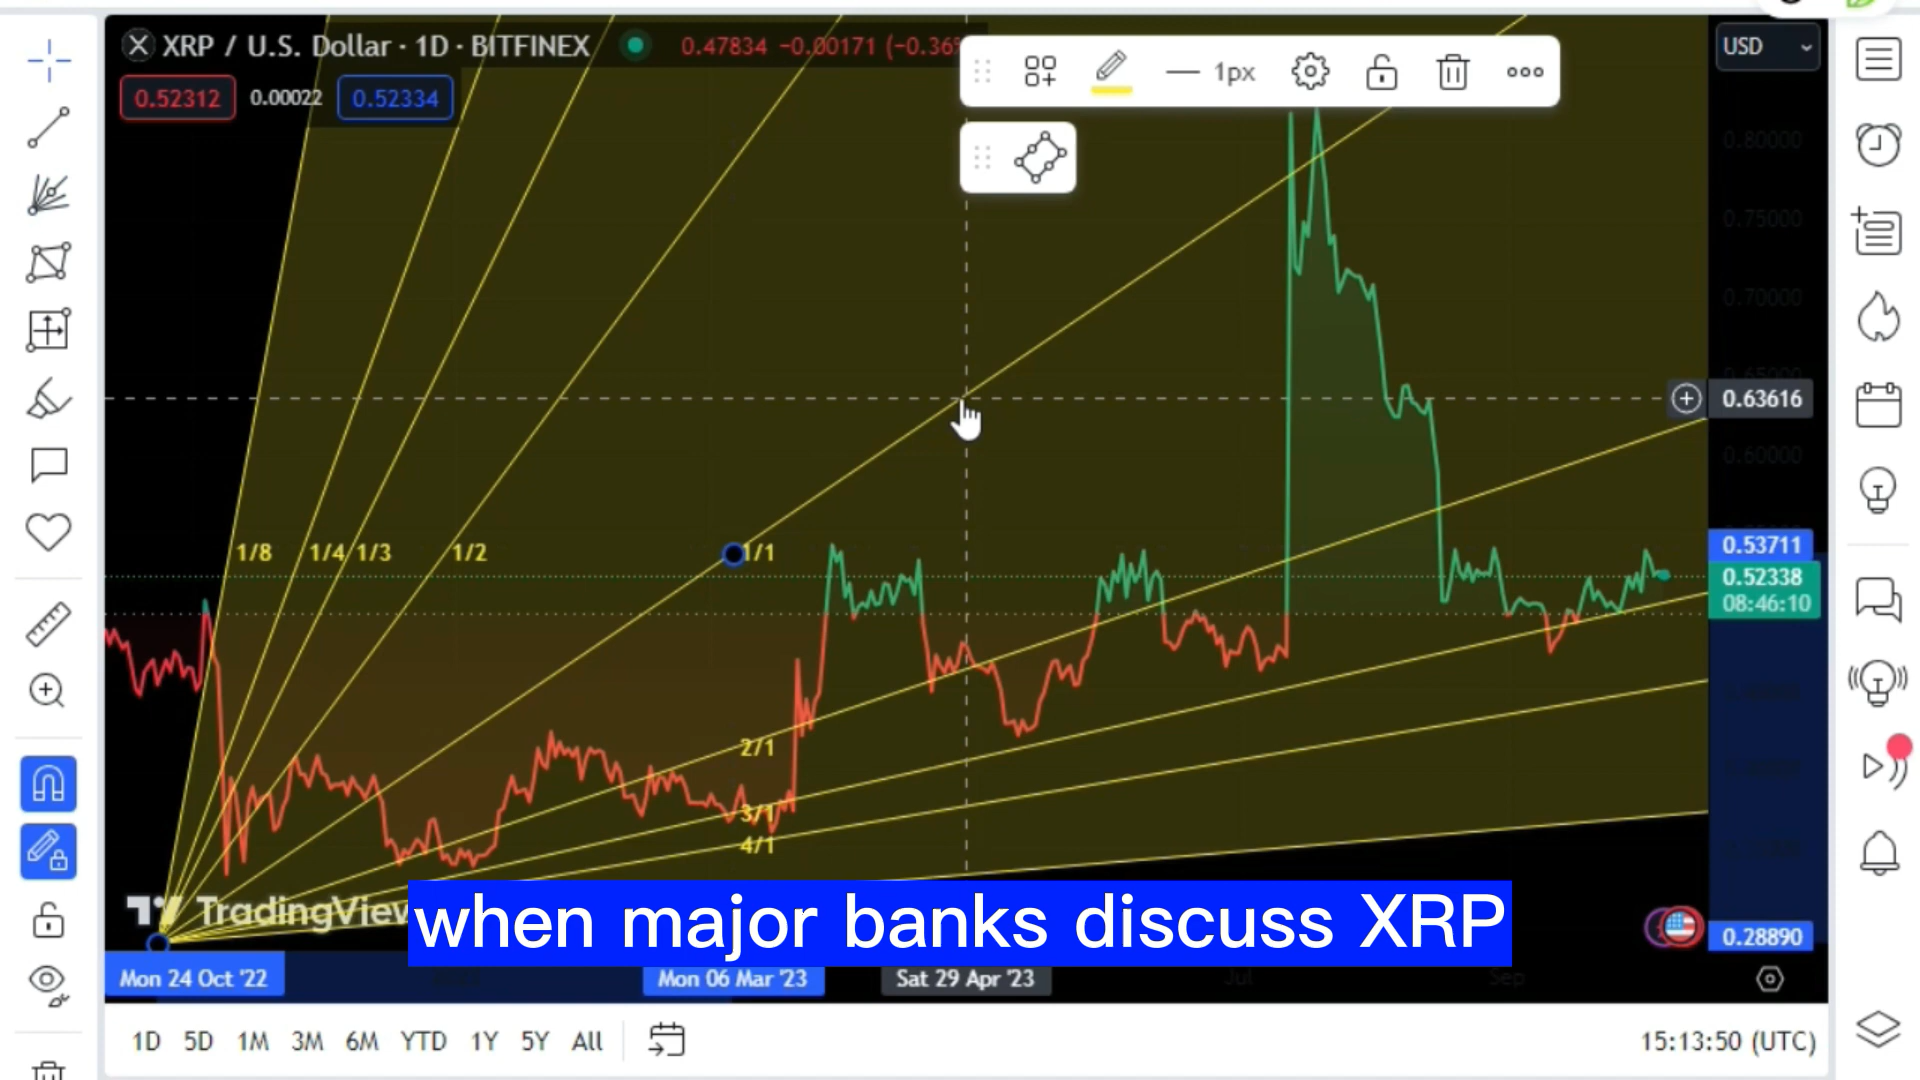 XRP / U.S. Dollar · 1D · BITFINEX
0.47834 −0.00171 (−0.36%
USD
0.52312 0.00022 0.52334
1px
0.80000
0.75000
0.70000
0.63616
0.60000
1/8 1/4 1/3 1/2 1/1
0.53711
0.52338
08:46:10
2/1
3/1
4/1
TradingView
when major banks discuss XRP
0.28890
Mon 24 Oct '22 Mon 06 Mar '23 Sat 29 Apr '23 Jul Sep
1D 5D 1M 3M 6M YTD 1Y 5Y All 15:13:50 (UTC)